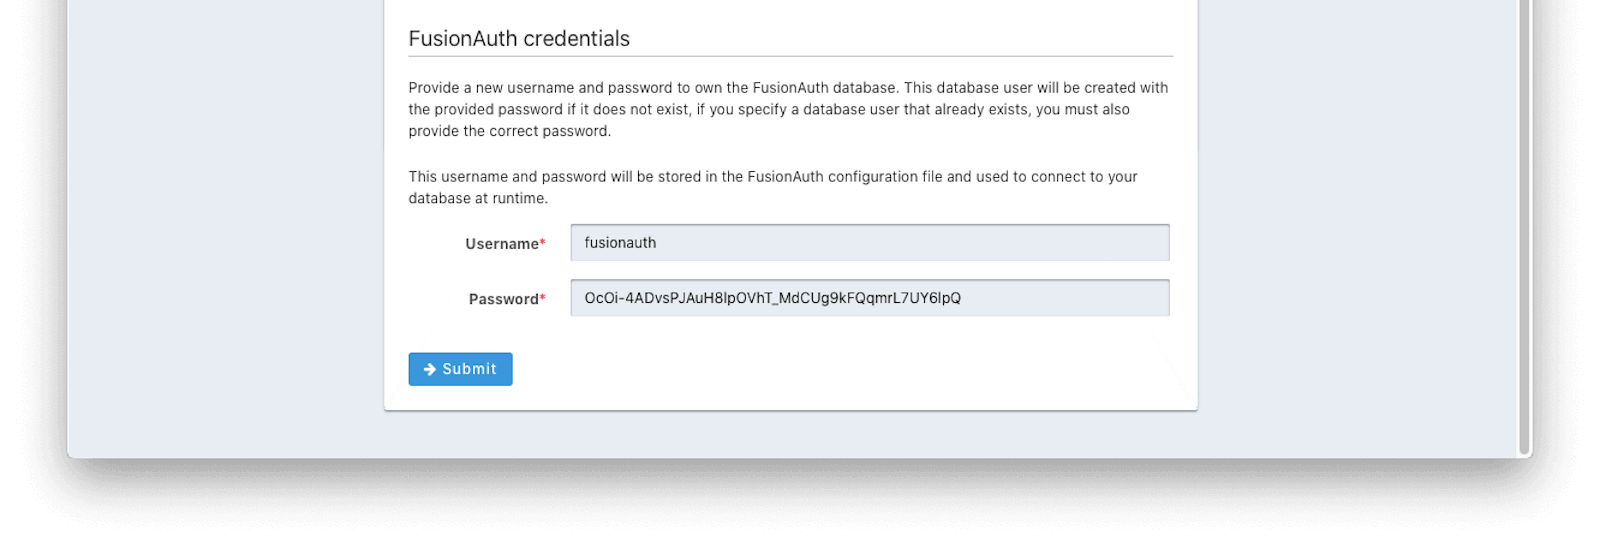 FusionAuth credentials
Provide a new username and password to own the FusionAuth database. This database user will be created with
the provided password if it does not exist, if you specify a database user that already exists, you must also
provide the correct password.
This username and password will be stored in the FusionAuth configuration file and used to connect to your
database at runtime.
Username* fusionauth
Password* OcOi-4ADvsPJAuH8IpOVhT_MdCUg9kFQqmrL7UY6IpQ
Submit